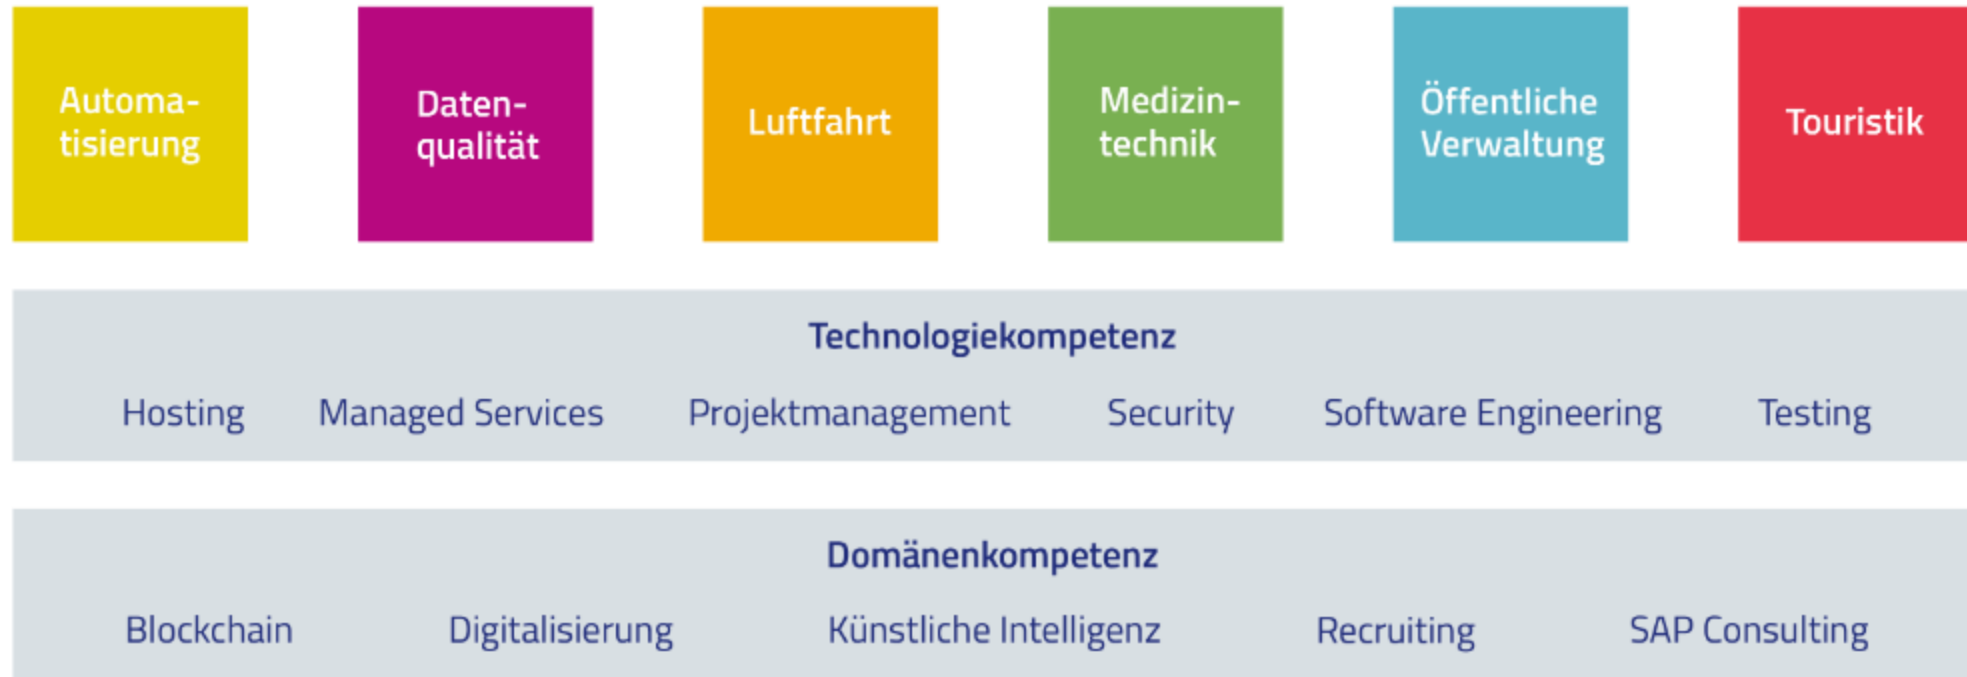 Automa-
tisierung
Daten-
qualität
Luftfahrt
Medizin-
technik
Öffentliche
Verwaltung
Touristik
Technologiekompetenz
Hosting Managed Services Projektmanagement Security Software Engineering Testing
Domänenkompetenz
Blockchain Digitalisierung Künstliche Intelligenz Recruiting SAP Consulting